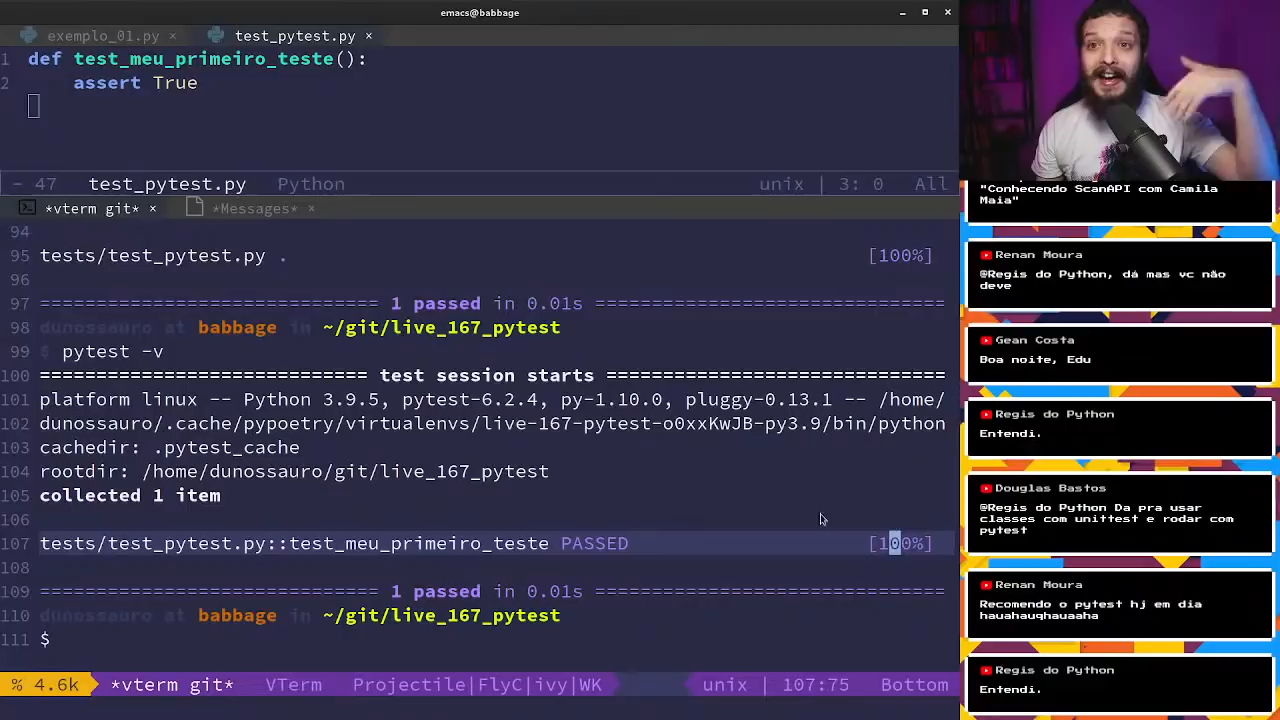 emacs@babbage
exemplo_01.py ×
test_pytest.py ×
1 def test_meu_primeiro_teste():
2 assert True
- 47 test_pytest.py Python unix | 3: 0 All
*vterm git* × *Messages* ×
94
95 tests/test_pytest.py . [100%]
96
97 ============================== 1 passed in 0.01s ===============================
98 dunossauro at babbage in ~/git/live_167_pytest
99 $ pytest -v
100 ============================= test session starts ==============================
101 platform linux -- Python 3.9.5, pytest-6.2.4, py-1.10.0, pluggy-0.13.1 -- /home/
102 dunossauro/.cache/pypoetry/virtualenvs/live-167-pytest-o0xxKwJB-py3.9/bin/python
103 cachedir: .pytest_cache
104 rootdir: /home/dunossauro/git/live_167_pytest
105 collected 1 item
106
107 tests/test_pytest.py::test_meu_primeiro_teste PASSED [100%]
108
109 ============================== 1 passed in 0.01s ===============================
110 dunossauro at babbage in ~/git/live_167_pytest
111 $
% 4.6k *vterm git* VTerm Projectile|FlyC|ivy|WK unix | 107:75 Bottom
"Conhecendo ScanAPI com Camila
Maia"
Renan Moura
@Regis do Python, dá mas vc não
deve
Gean Costa
Boa noite, Edu
Regis do Python
Entendi.
Douglas Bastos
@Regis do Python Da pra usar
classes com unittest e rodar com
pytest
Renan Moura
Recomendo o pytest hj em dia
hauahauqhauaaha
Regis do Python
Entendi.